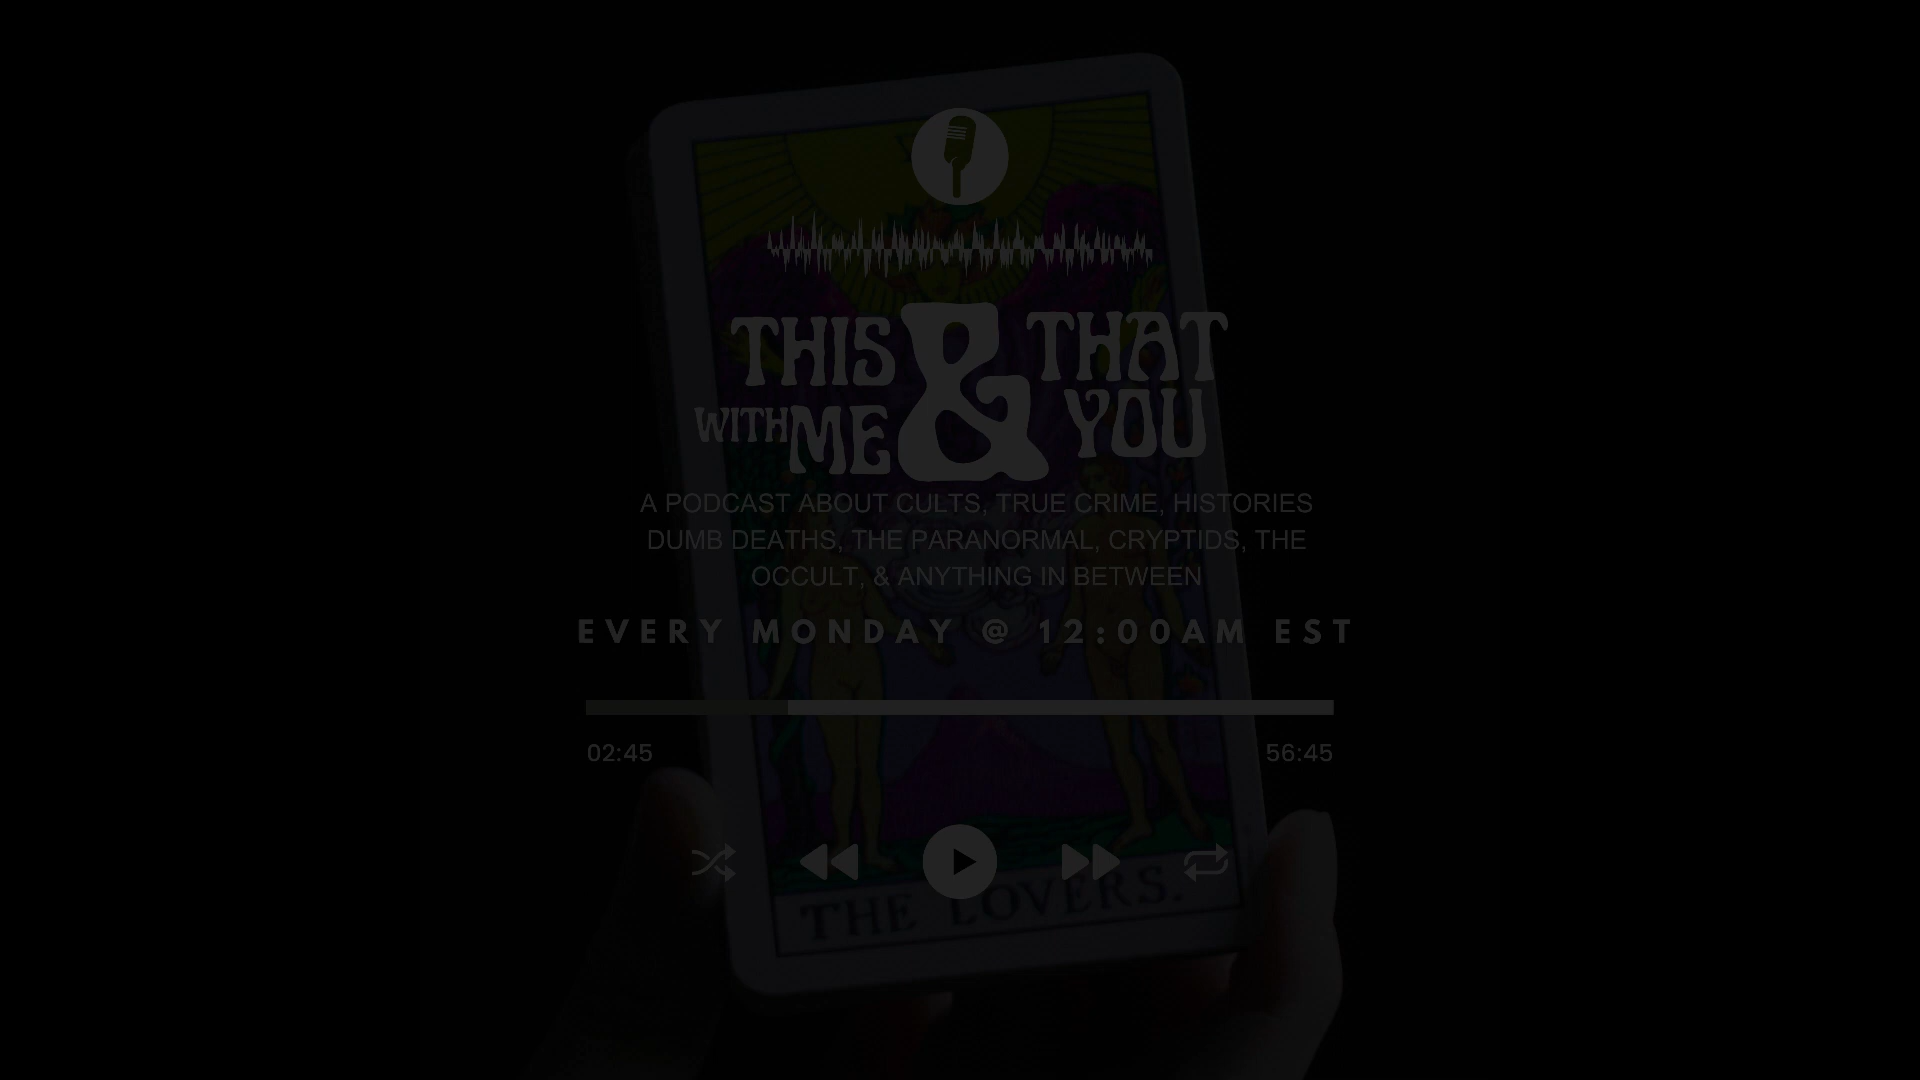 THIS & THAT
WITH ME YOU
A PODCAST ABOUT CULTS, TRUE CRIME, HISTORIES
DUMB DEATHS, THE PARANORMAL, CRYPTIDS, THE
OCCULT, & ANYTHING IN BETWEEN
EVERY MONDAY @ 12:00AM EST
02:45 56:45
THE LOVERS.